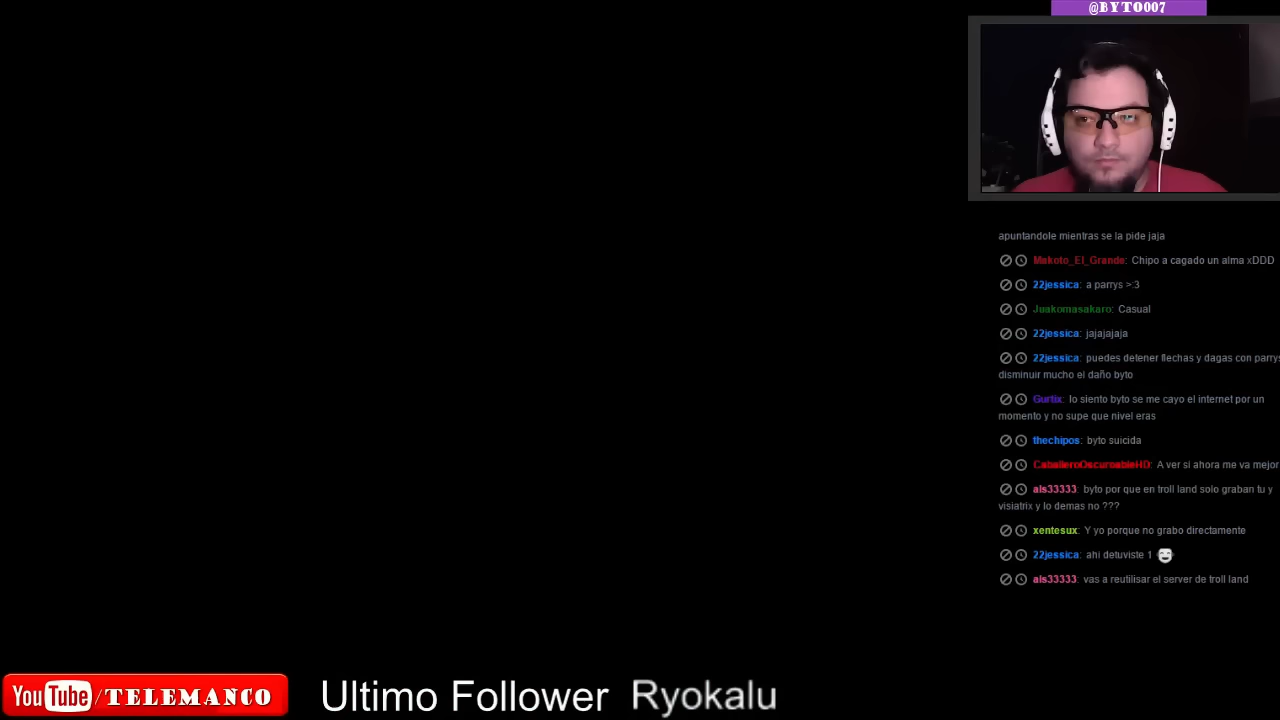 @BYTO007
apuntandole mientras se la pide jaja
Makoto_El_Grande: Chipo a cagado un alma xDDD
22jessica: a parrys >:3
Juakomasakaro: Casual
22jessica: jajajajaja
22jessica: puedes detener flechas y dagas con parrys
disminuir mucho el daño byto
Gurtix: lo siento byto se me cayo el internet por un
momento y no supe que nivel eras
thechipos: byto suicida
CaballeroOscurnableHD: A ver si ahora me va mejor
als33333: byto por que en troll land solo graban tu y
visiatrix y lo demas no ???
xentesux: Y yo porque no grabo directamente
22jessica: ahi detuviste 1
als33333: vas a reutilisar el server de troll land
YouTube/TELEMANCO
Ultimo Follower Ryokalu